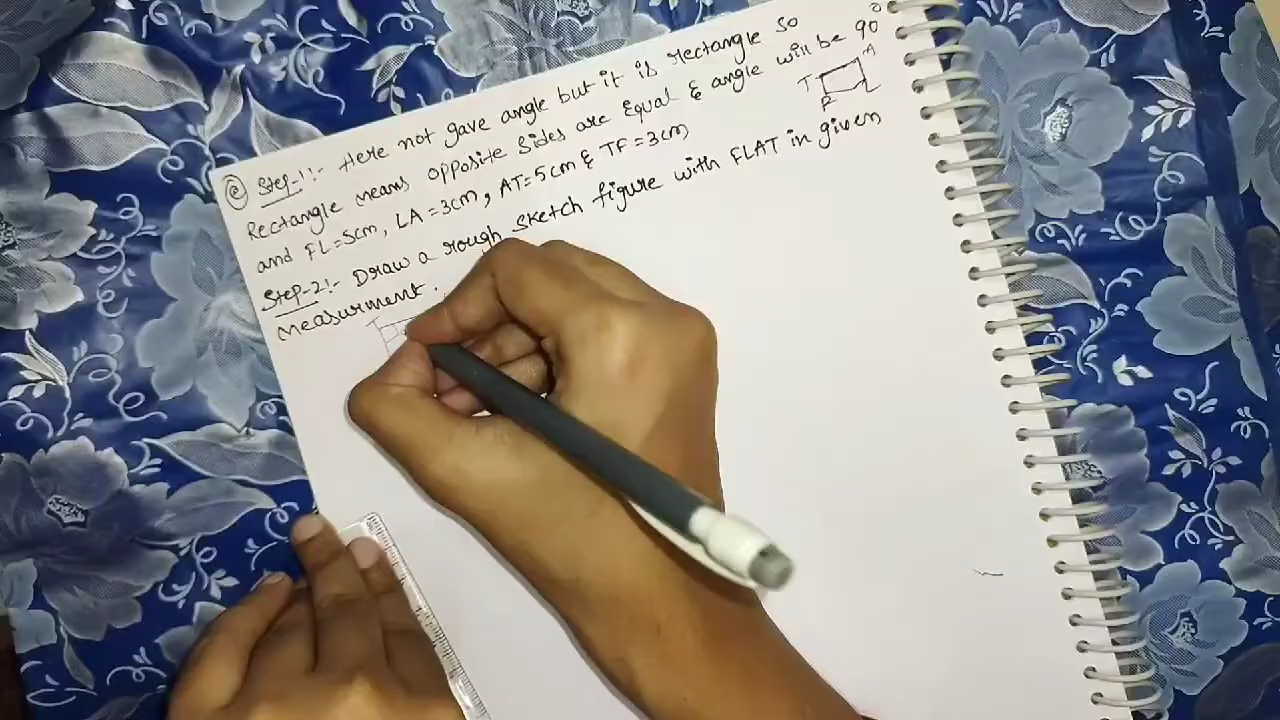 (e) Step-1:- Here not gave angle but it is rectangle so
Rectangle means opposite sides are Equal & angle will be 90°
and FL=5cm, LA=3cm, AT=5cm & TF=3cm
T A
F L
Step-2:- Draw a rough sketch figure with FLAT in given
measurment.
T